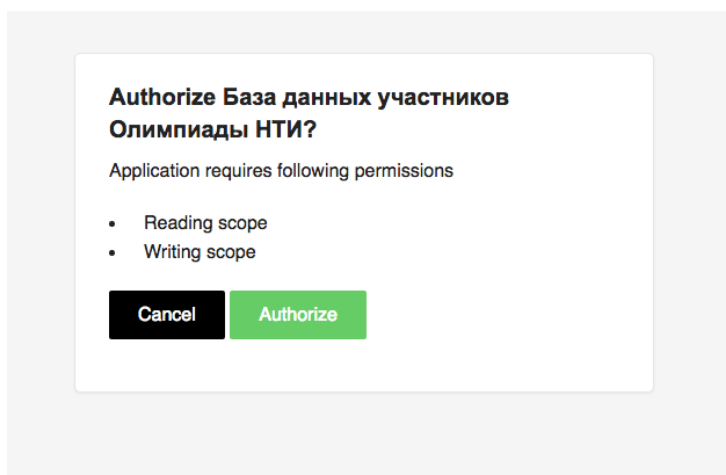 Authorize База данных участников
Олимпиады НТИ?
Application requires following permissions
Reading scope
Writing scope
Cancel Authorize